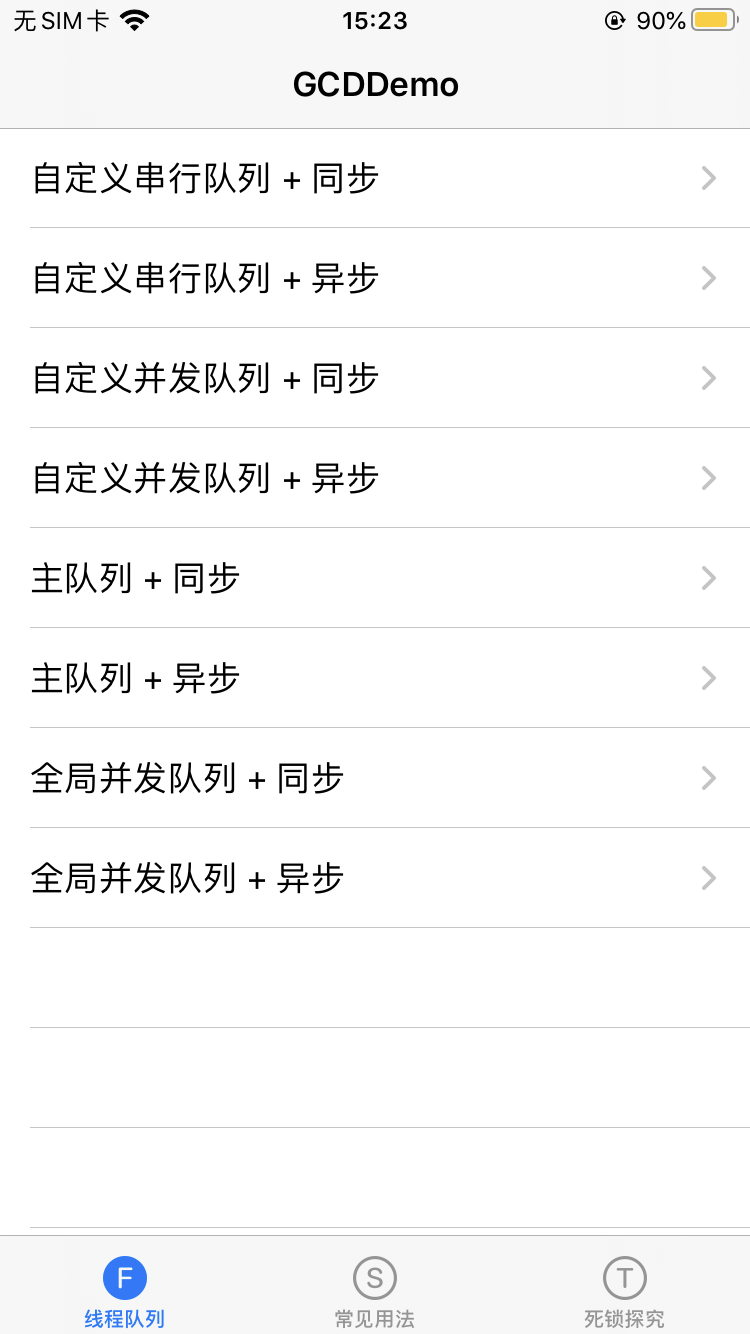 无SIM卡 15:23 90%
GCDDemo
自定义串行队列 + 同步
自定义串行队列 + 异步
自定义并发队列 + 同步
自定义并发队列 + 异步
主队列 + 同步
主队列 + 异步
全局并发队列 + 同步
全局并发队列 + 异步
F S T
线程队列 常见用法 死锁探究